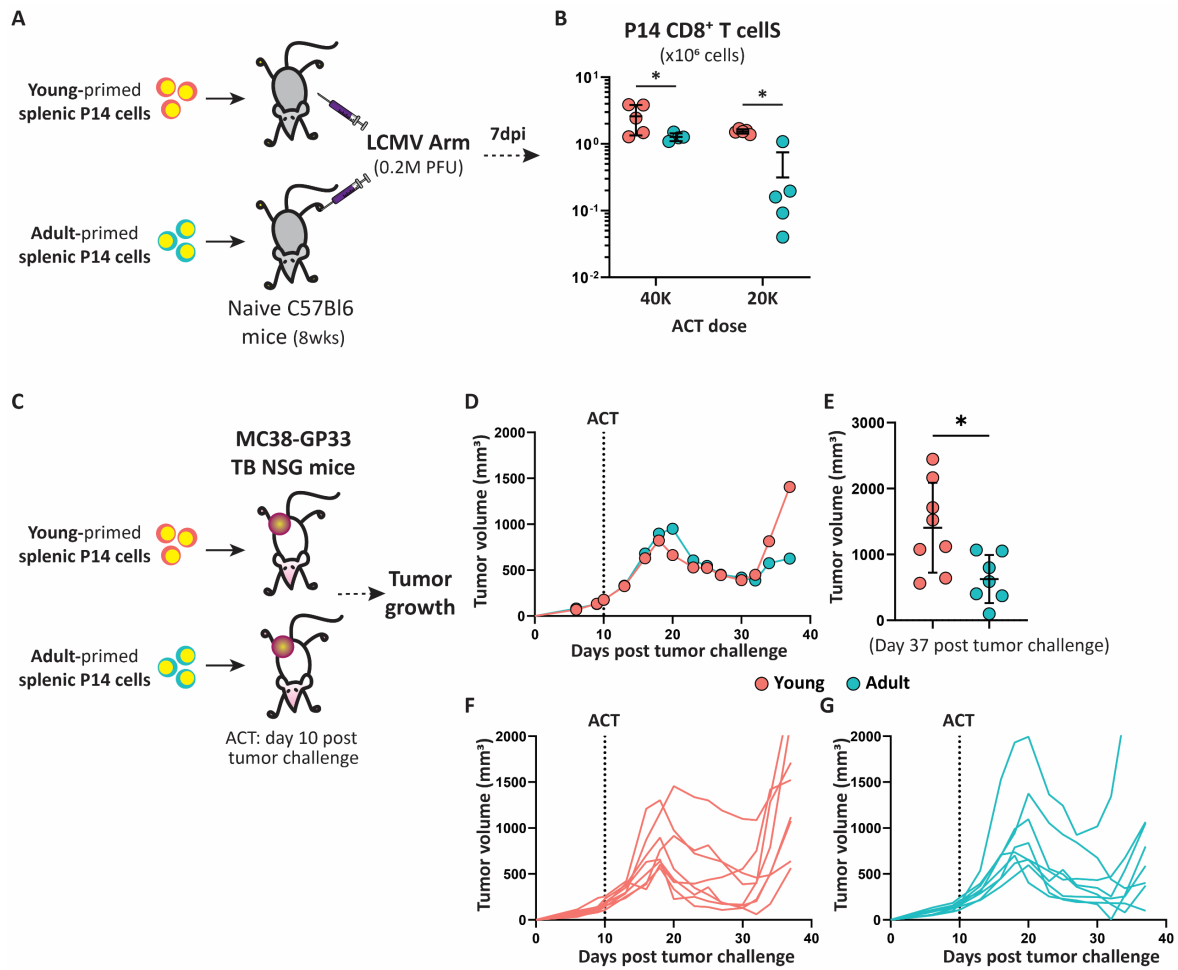 A
Young-primed
splenic P14 cells
Adult-primed
splenic P14 cells
LCMV Arm
(0.2M PFU)
7dpi
Naive C57Bl6
mice (8wks)
B
P14 CD8⁺ T cellS
(x10⁶ cells)
*
*
10¹
10⁰
10⁻¹
10⁻²
40K
20K
ACT dose
C
MC38-GP33
TB NSG mice
Young-primed
splenic P14 cells
Adult-primed
splenic P14 cells
Tumor
growth
ACT: day 10 post
tumor challenge
D
ACT
Tumor volume (mm³)
2000
1500
1000
500
0
0
10
20
30
40
Days post tumor challenge
E
*
Tumor volume (mm³)
3000
2000
1000
0
(Day 37 post tumor challenge)
Young
Adult
F
ACT
Tumor volume (mm³)
2000
1500
1000
500
0
0
10
20
30
40
Days post tumor challenge
G
ACT
Tumor volume (mm³)
2000
1500
1000
500
0
0
10
20
30
40
Days post tumor challenge